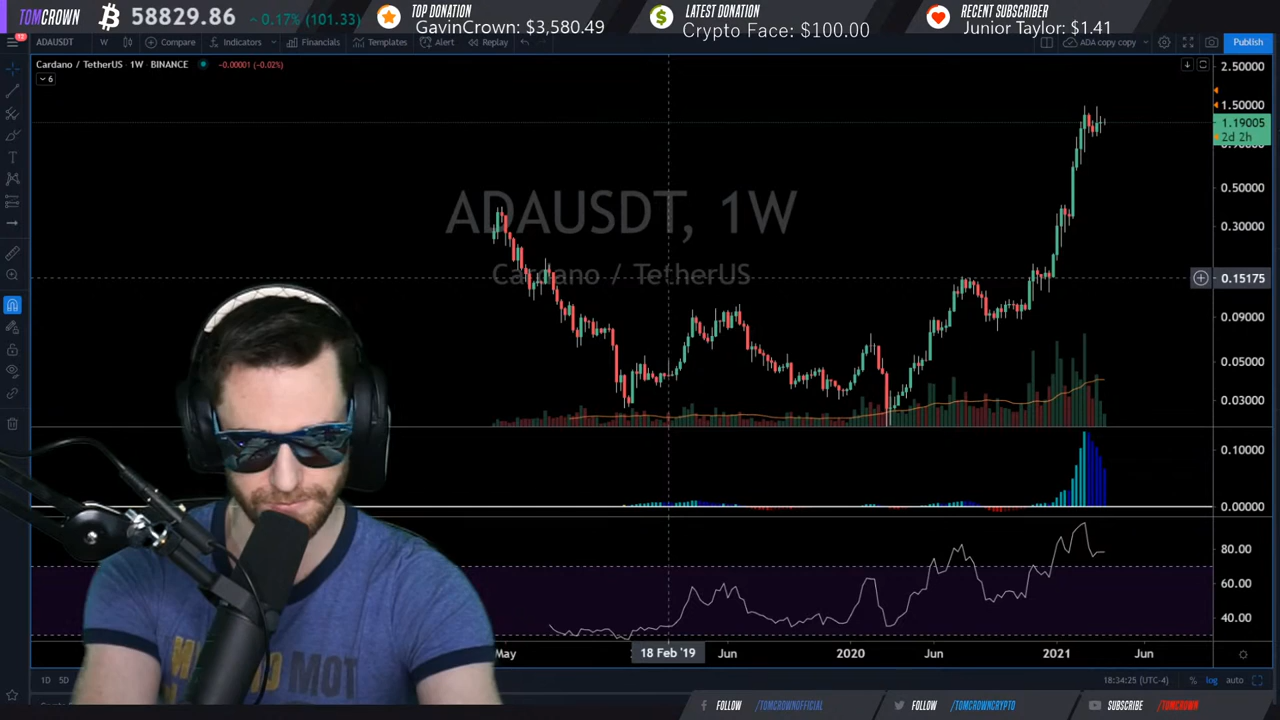 TOMCROWN
58829.86
0.17% (101.33)
TOP DONATION
GavinCrown: $3,580.49
LATEST DONATION
Crypto Face: $100.00
RECENT SUBSCRIBER
Junior Taylor: $1.41
ADAUSDT
W
Compare
Indicators
Financials
Templates
Alert
Replay
ADA copy copy
Publish
Cardano / TetherUS · 1W · BINANCE
−0.00001 (−0.02%)
6
ADAUSDT, 1W
Cardano / TetherUS
2.50000
1.50000
1.19005
2d 2h
0.50000
0.30000
0.15175
0.09000
0.05000
0.03000
0.10000
0.00000
80.00
60.00
40.00
May
18 Feb '19
Jun
2020
Jun
2021
Jun
1D
5D
18:34:25 (UTC-4)
%
log
auto
FOLLOW
/TOMCROWNOFFICIAL
FOLLOW
/TOMCROWNCRYPTO
SUBSCRIBE
/TOMCROWN